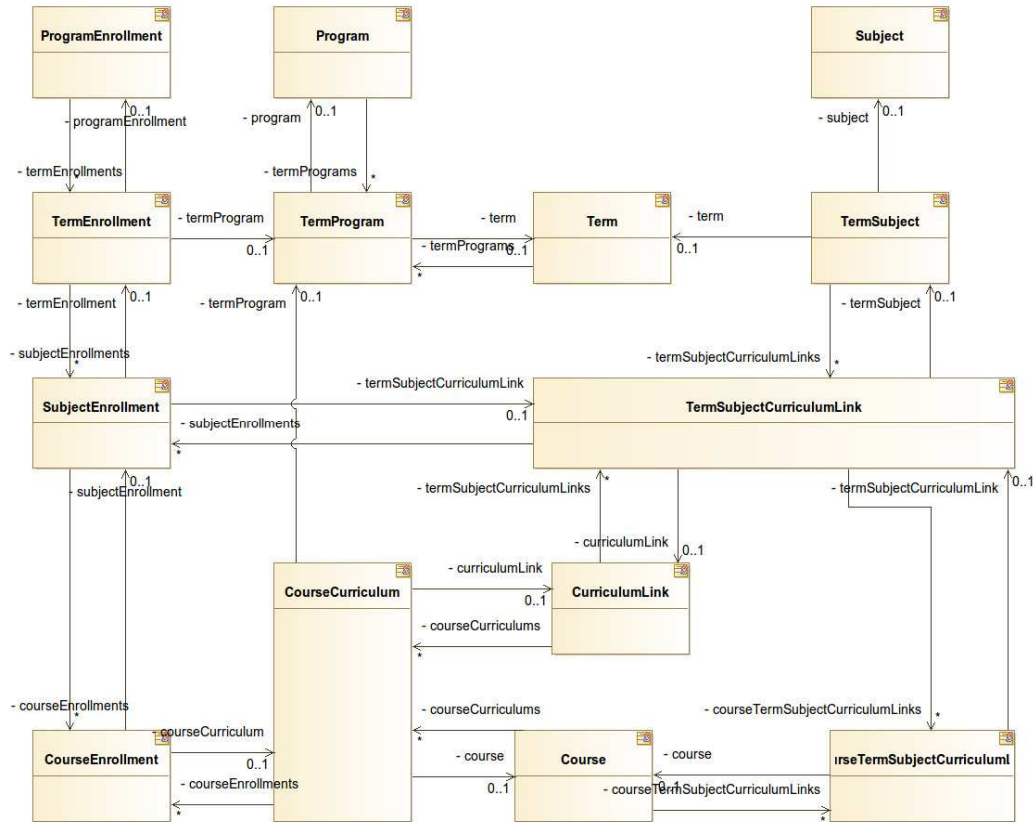 ProgramEnrollment
Program
Subject
0..1
0..1
0..1
- programEnrollment
- program
- subject
- termEnrollments
*
- termPrograms
*
TermEnrollment
- termProgram
0..1
TermProgram
- term
0..1
- termPrograms
*
Term
- term
0..1
TermSubject
- termEnrollment
0..1
- termProgram
0..1
- termSubject
0..1
- subjectEnrollments
*
- termSubjectCurriculumLinks
*
SubjectEnrollment
- termSubjectCurriculumLink
0..1
- subjectEnrollments
*
TermSubjectCurriculumLink
0..1
- subjectEnrollment
- termSubjectCurriculumLinks
*
- termSubjectCurriculumLink
0..1
- curriculumLink
0..1
CourseCurriculum
- curriculumLink
0..1
CurriculumLink
- courseCurriculums
*
- courseEnrollments
*
- courseCurriculums
*
- courseTermSubjectCurriculumLinks
*
CourseEnrollment
- courseCurriculum
0..1
- courseEnrollments
*
- course
0..1
Course
- course
0..1
- courseTermSubjectCurriculumLinks
*
urseTermSubjectCurriculumL